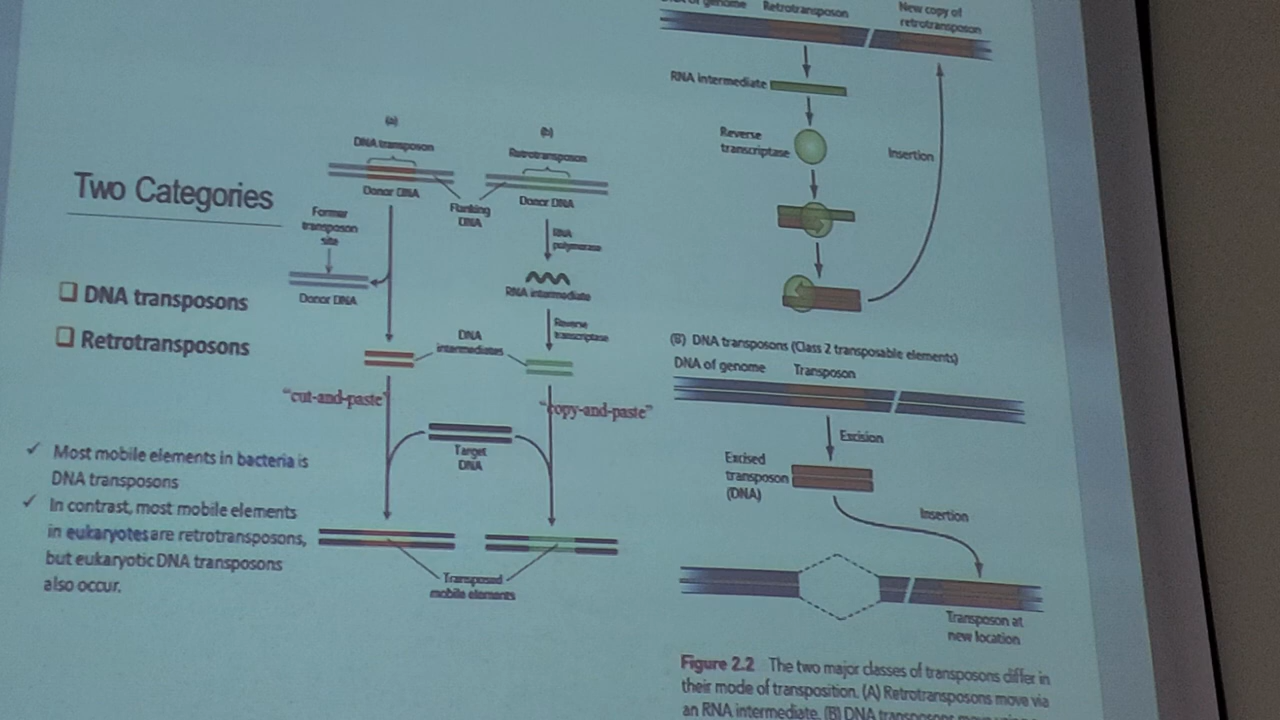 Two Categories
DNA transposons
Retrotransposons
Most mobile elements in bacteria is
DNA transposons
In contrast, most mobile elements
in eukaryotes are retrotransposons,
but eukaryotic DNA transposons
also occur.
(a)
DNA transposon
Donor DNA
Former
transposon
site
Donor DNA
Flanking
DNA
(b)
Retrotransposon
Donor DNA
RNA
polymerase
RNA intermediate
Reverse
transcriptase
DNA
intermediates
"cut-and-paste"
"copy-and-paste"
Target
DNA
Transposed
mobile elements
of genome
Retrotransposon
New copy of
retrotransposon
RNA intermediate
Reverse
transcriptase
Insertion
(B) DNA transposons (Class 2 transposable elements)
DNA of genome
Transposon
Excision
Excised
transposon
(DNA)
Insertion
Transposon at
new location
Figure 2.2 The two major classes of transposons differ in
their mode of transposition. (A) Retrotransposons move via
an RNA intermediate. (B) DNA transposons move